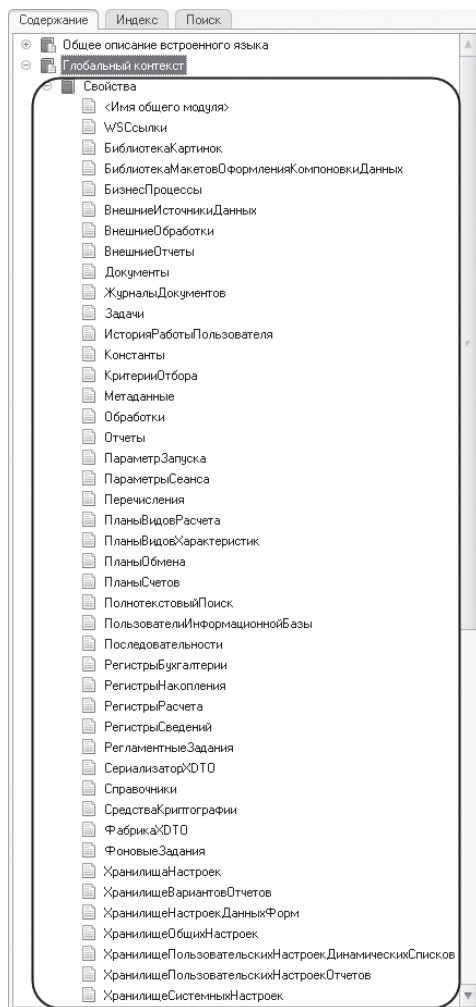 Содержание Индекс Поиск
Общее описание встроенного языка
Глобальный контекст
Свойства
<Имя общего модуля>
WSСсылки
БиблиотекаКартинок
БиблиотекаМакетовОформленияКомпоновкиДанных
БизнесПроцессы
ВнешниеИсточникиДанных
ВнешниеОбработки
ВнешниеОтчеты
Документы
ЖурналыДокументов
Задачи
ИсторияРаботыПользователя
Константы
КритерииОтбора
Метаданные
Обработки
Отчеты
ПараметрЗапуска
ПараметрыСеанса
Перечисления
ПланыВидовРасчета
ПланыВидовХарактеристик
ПланыОбмена
ПланыСчетов
ПолнотекстовыйПоиск
ПользователиИнформационнойБазы
Последовательности
РегистрыБухгалтерии
РегистрыНакопления
РегистрыРасчета
РегистрыСведений
РегламентныеЗадания
СериализаторXDTO
Справочники
СредстваКриптографии
ФабрикаXDTO
ФоновыеЗадания
ХранилищаНастроек
ХранилищеВариантовОтчетов
ХранилищеНастроекДанныхФорм
ХранилищеОбщихНастроек
ХранилищеПользовательскихНастроекДинамическихСписков
ХранилищеПользовательскихНастроекОтчетов
ХранилищеСистемныхНастроек